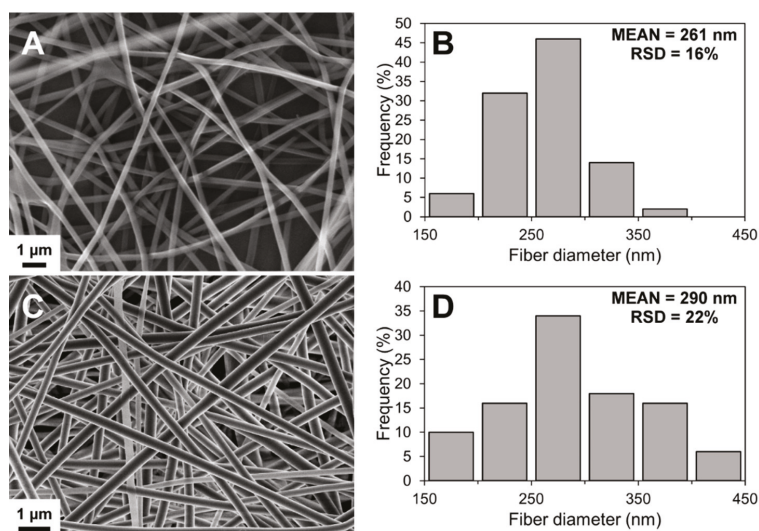 A
1 µm
B
MEAN = 261 nm
RSD = 16%
Frequency (%)
50
45
40
35
30
25
20
15
10
5
0
150
250
350
450
Fiber diameter (nm)
C
1 µm
D
MEAN = 290 nm
RSD = 22%
Frequency (%)
40
35
30
25
20
15
10
5
0
150
250
350
450
Fiber diameter (nm)